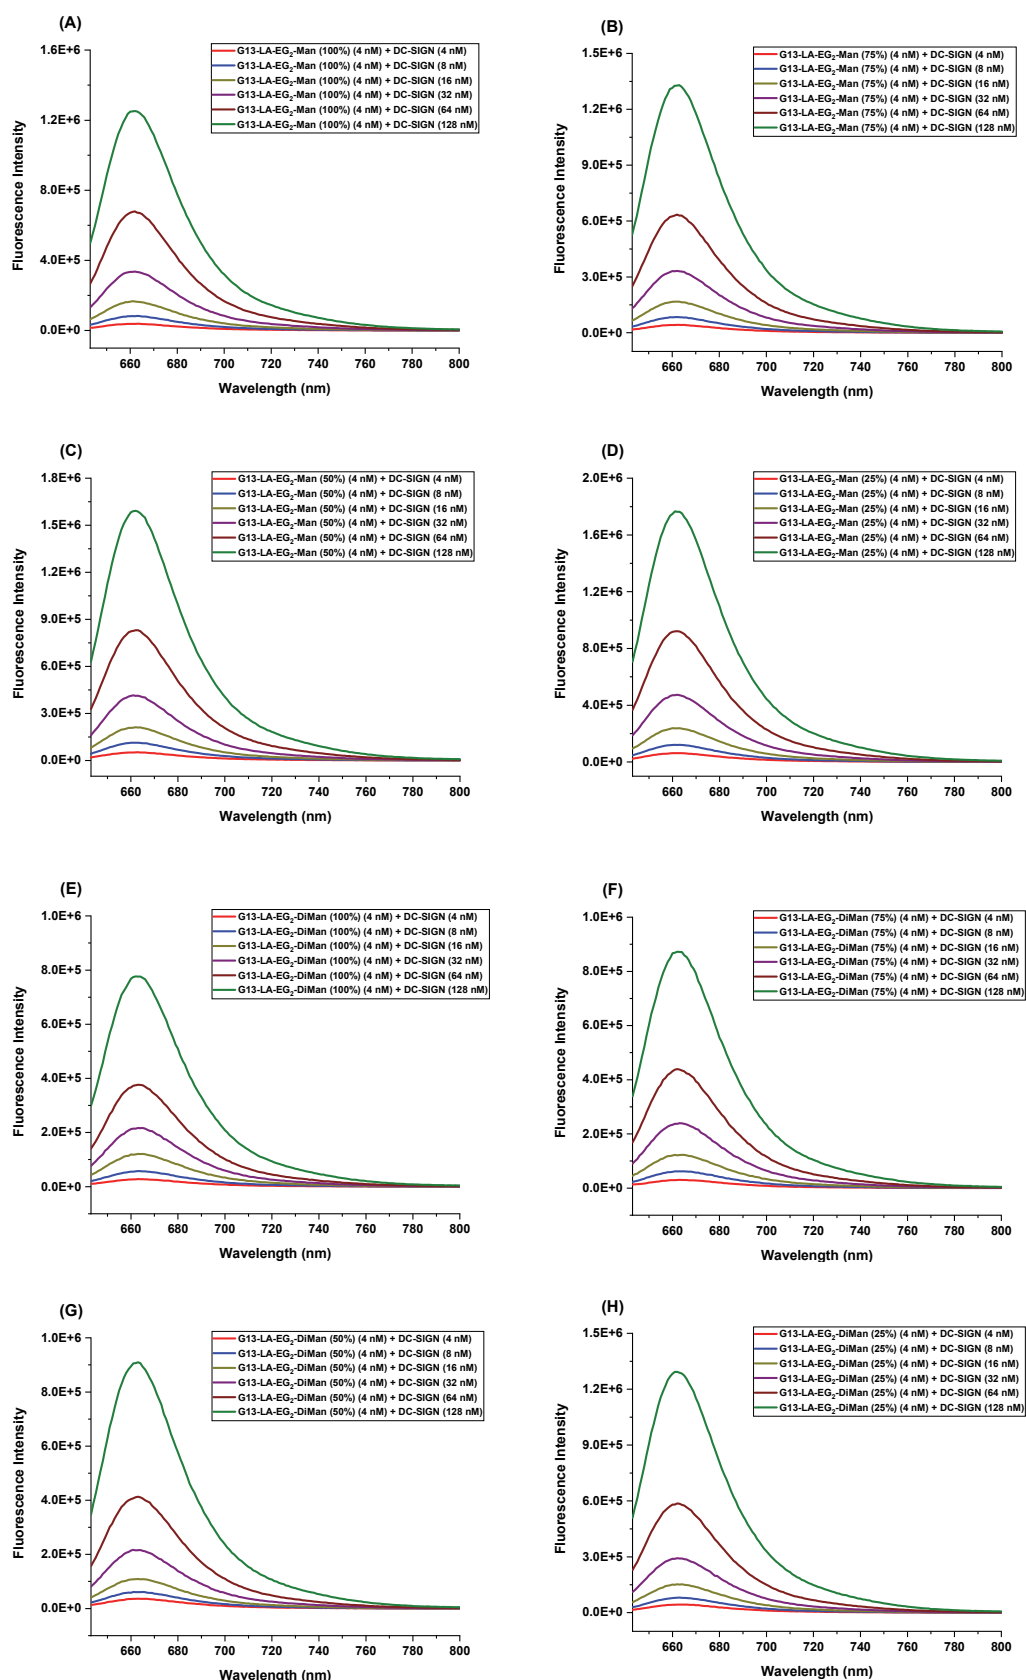 (A)
G13-LA-EG₂-Man (100%) (4 nM) + DC-SIGN (4 nM)
G13-LA-EG₂-Man (100%) (4 nM) + DC-SIGN (8 nM)
G13-LA-EG₂-Man (100%) (4 nM) + DC-SIGN (16 nM)
G13-LA-EG₂-Man (100%) (4 nM) + DC-SIGN (32 nM)
G13-LA-EG₂-Man (100%) (4 nM) + DC-SIGN (64 nM)
G13-LA-EG₂-Man (100%) (4 nM) + DC-SIGN (128 nM)
Fluorescence Intensity
1.6E+6
1.2E+6
8.0E+5
4.0E+5
0.0E+0
660 680 700 720 740 760 780 800
Wavelength (nm)
(B)
G13-LA-EG₂-Man (75%) (4 nM) + DC-SIGN (4 nM)
G13-LA-EG₂-Man (75%) (4 nM) + DC-SIGN (8 nM)
G13-LA-EG₂-Man (75%) (4 nM) + DC-SIGN (16 nM)
G13-LA-EG₂-Man (75%) (4 nM) + DC-SIGN (32 nM)
G13-LA-EG₂-Man (75%) (4 nM) + DC-SIGN (64 nM)
G13-LA-EG₂-Man (75%) (4 nM) + DC-SIGN (128 nM)
Fluorescence Intensity
1.5E+6
1.2E+6
9.0E+5
6.0E+5
3.0E+5
0.0E+0
660 680 700 720 740 760 780 800
Wavelength (nm)
(C)
G13-LA-EG₂-Man (50%) (4 nM) + DC-SIGN (4 nM)
G13-LA-EG₂-Man (50%) (4 nM) + DC-SIGN (8 nM)
G13-LA-EG₂-Man (50%) (4 nM) + DC-SIGN (16 nM)
G13-LA-EG₂-Man (50%) (4 nM) + DC-SIGN (32 nM)
G13-LA-EG₂-Man (50%) (4 nM) + DC-SIGN (64 nM)
G13-LA-EG₂-Man (50%) (4 nM) + DC-SIGN (128 nM)
Fluorescence Intensity
1.8E+6
1.5E+6
1.2E+6
9.0E+5
6.0E+5
3.0E+5
0.0E+0
660 680 700 720 740 760 780 800
Wavelength (nm)
(D)
G13-LA-EG₂-Man (25%) (4 nM) + DC-SIGN (4 nM)
G13-LA-EG₂-Man (25%) (4 nM) + DC-SIGN (8 nM)
G13-LA-EG₂-Man (25%) (4 nM) + DC-SIGN (16 nM)
G13-LA-EG₂-Man (25%) (4 nM) + DC-SIGN (32 nM)
G13-LA-EG₂-Man (25%) (4 nM) + DC-SIGN (64 nM)
G13-LA-EG₂-Man (25%) (4 nM) + DC-SIGN (128 nM)
Fluorescence Intensity
2.0E+6
1.6E+6
1.2E+6
8.0E+5
4.0E+5
0.0E+0
660 680 700 720 740 760 780 800
Wavelength (nm)
(E)
G13-LA-EG₂-DiMan (100%) (4 nM) + DC-SIGN (4 nM)
G13-LA-EG₂-DiMan (100%) (4 nM) + DC-SIGN (8 nM)
G13-LA-EG₂-DiMan (100%) (4 nM) + DC-SIGN (16 nM)
G13-LA-EG₂-DiMan (100%) (4 nM) + DC-SIGN (32 nM)
G13-LA-EG₂-DiMan (100%) (4 nM) + DC-SIGN (64 nM)
G13-LA-EG₂-DiMan (100%) (4 nM) + DC-SIGN (128 nM)
Fluorescence Intensity
1.0E+6
8.0E+5
6.0E+5
4.0E+5
2.0E+5
0.0E+0
660 680 700 720 740 760 780 800
Wavelength (nm)
(F)
G13-LA-EG₂-DiMan (75%) (4 nM) + DC-SIGN (4 nM)
G13-LA-EG₂-DiMan (75%) (4 nM) + DC-SIGN (8 nM)
G13-LA-EG₂-DiMan (75%) (4 nM) + DC-SIGN (16 nM)
G13-LA-EG₂-DiMan (75%) (4 nM) + DC-SIGN (32 nM)
G13-LA-EG₂-DiMan (75%) (4 nM) + DC-SIGN (64 nM)
G13-LA-EG₂-DiMan (75%) (4 nM) + DC-SIGN (128 nM)
Fluorescence Intensity
1.0E+6
8.0E+5
6.0E+5
4.0E+5
2.0E+5
0.0E+0
660 680 700 720 740 760 780 800
Wavelength (nm)
(G)
G13-LA-EG₂-DiMan (50%) (4 nM) + DC-SIGN (4 nM)
G13-LA-EG₂-DiMan (50%) (4 nM) + DC-SIGN (8 nM)
G13-LA-EG₂-DiMan (50%) (4 nM) + DC-SIGN (16 nM)
G13-LA-EG₂-DiMan (50%) (4 nM) + DC-SIGN (32 nM)
G13-LA-EG₂-DiMan (50%) (4 nM) + DC-SIGN (64 nM)
G13-LA-EG₂-DiMan (50%) (4 nM) + DC-SIGN (128 nM)
Fluorescence Intensity
1.0E+6
8.0E+5
6.0E+5
4.0E+5
2.0E+5
0.0E+0
660 680 700 720 740 760 780 800
Wavelength (nm)
(H)
G13-LA-EG₂-DiMan (25%) (4 nM) + DC-SIGN (4 nM)
G13-LA-EG₂-DiMan (25%) (4 nM) + DC-SIGN (8 nM)
G13-LA-EG₂-DiMan (25%) (4 nM) + DC-SIGN (16 nM)
G13-LA-EG₂-DiMan (25%) (4 nM) + DC-SIGN (32 nM)
G13-LA-EG₂-DiMan (25%) (4 nM) + DC-SIGN (64 nM)
G13-LA-EG₂-DiMan (25%) (4 nM) + DC-SIGN (128 nM)
Fluorescence Intensity
1.5E+6
1.2E+6
9.0E+5
6.0E+5
3.0E+5
0.0E+0
660 680 700 720 740 760 780 800
Wavelength (nm)